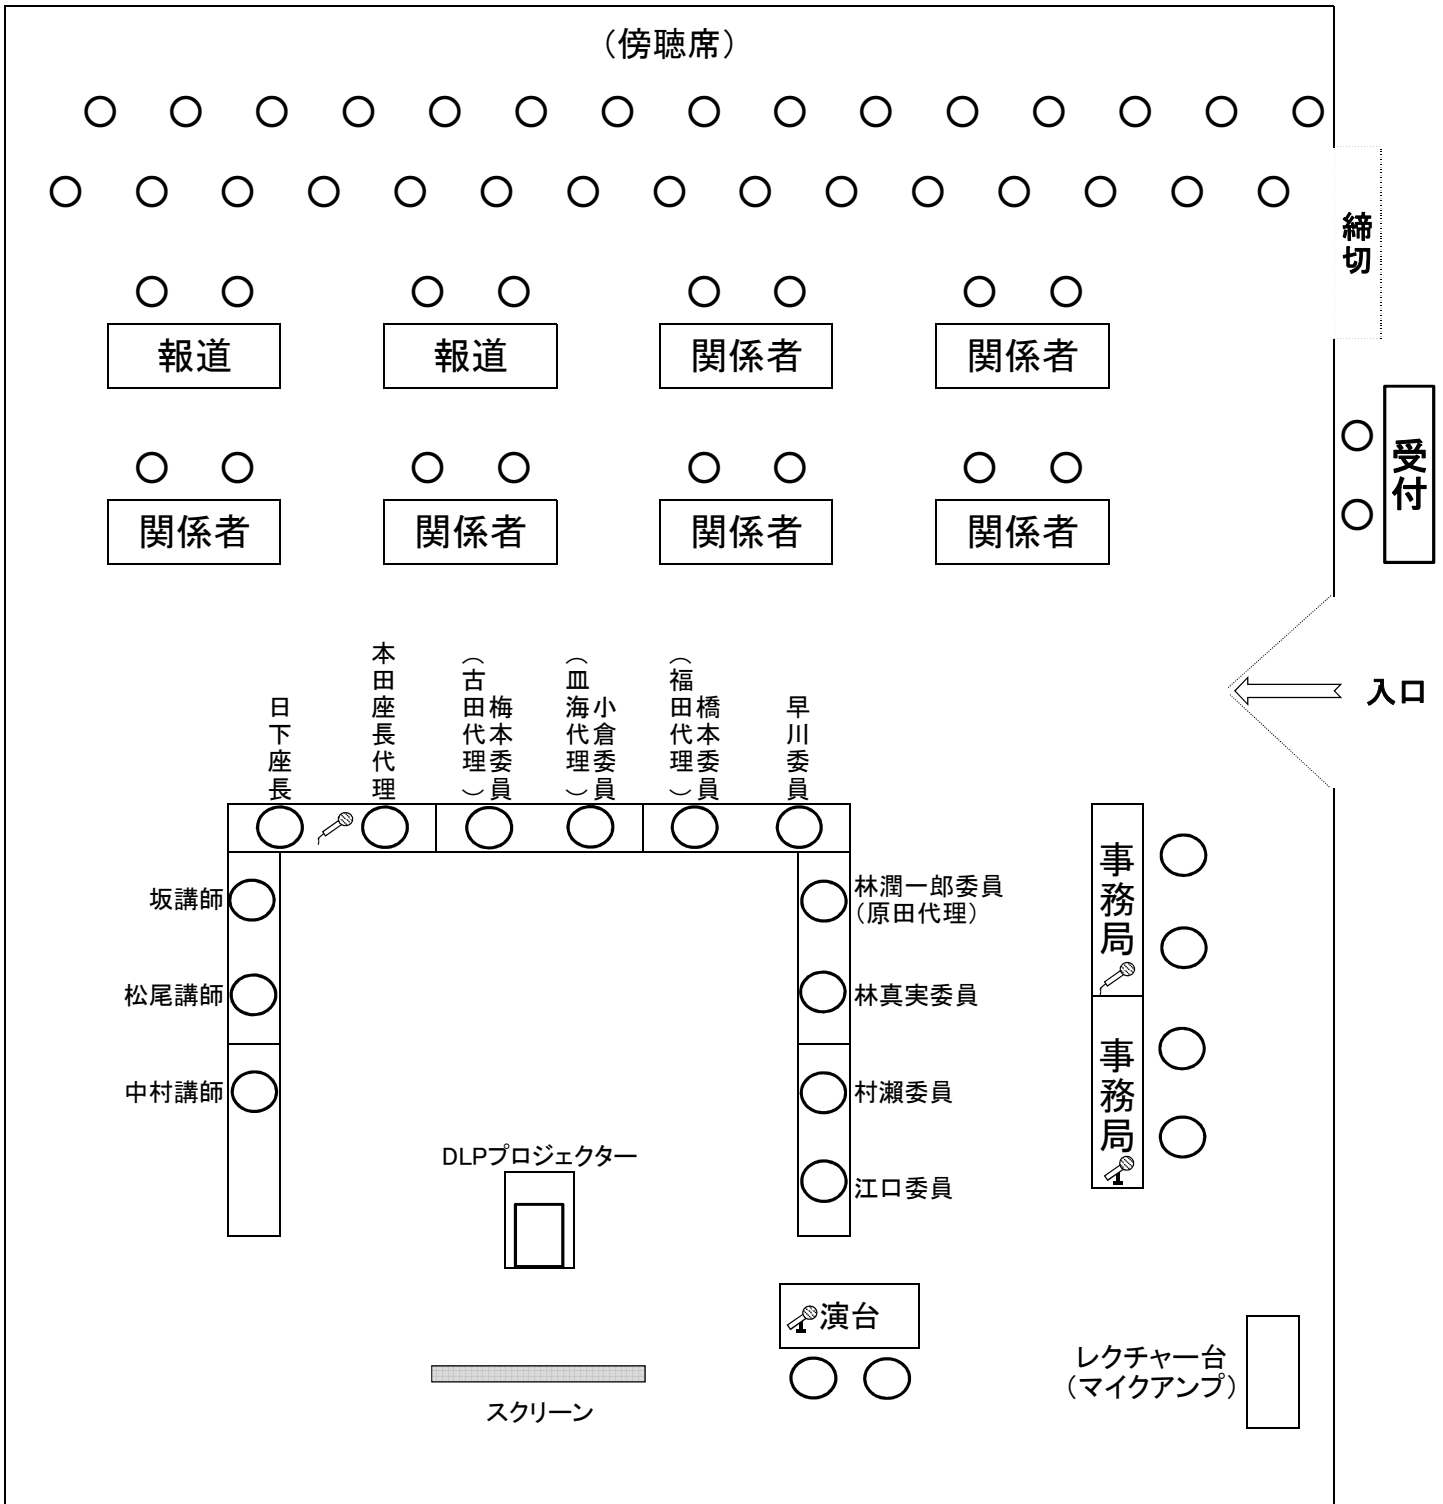 （傍聴席）
締切
報道
報道
関係者
関係者
受付
関係者
関係者
関係者
関係者
入口
日下座長
本田座長代理
梅本委員
（古田代理）
小倉委員
（皿海代理）
橋本委員
（福田代理）
早川委員
坂講師
松尾講師
中村講師
林潤一郎委員
（原田代理）
林真実委員
村瀬委員
江口委員
事務局
事務局
DLPプロジェクター
演台
スクリーン
レクチャー台
（マイクアンプ）